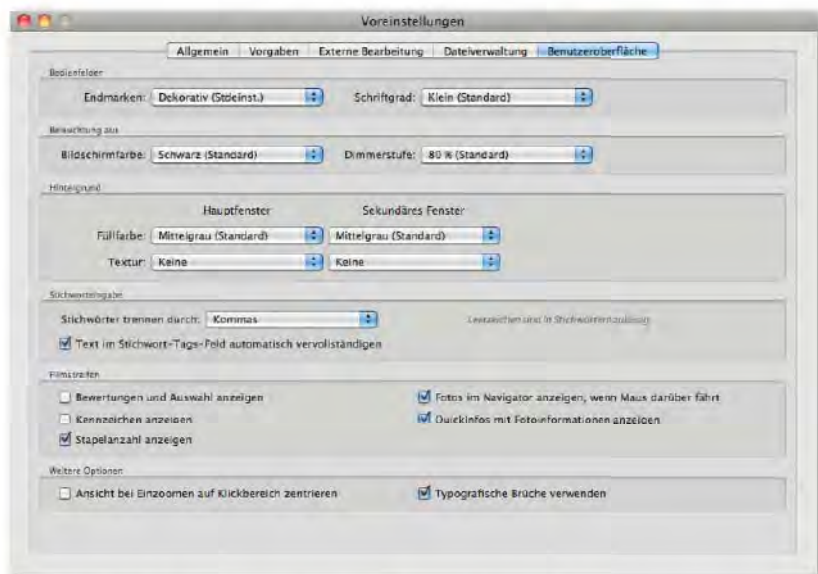 Voreinstellungen
Allgemein Vorgaben Externe Bearbeitung Dateiverwaltung Benutzeroberfläche
Bedienfelder
Endmarken: Dekorativ (Stdeinst.) Schriftgrad: Klein (Standard)
Beleuchtung aus
Bildschirmfarbe: Schwarz (Standard) Dimmerstufe: 80 % (Standard)
Hintergrund
Hauptfenster Sekundäres Fenster
Füllfarbe: Mittelgrau (Standard) Mittelgrau (Standard)
Textur: Keine Keine
Stichworteingabe
Stichwörter trennen durch: Kommas Leerzeichen sind in Stichwörtern zulässig
Text im Stichwort-Tags-Feld automatisch vervollständigen
Filmstreifen
Bewertungen und Auswahl anzeigen Fotos im Navigator anzeigen, wenn Maus darüber fährt
Kennzeichen anzeigen QuickInfos mit Fotoinformationen anzeigen
Stapelanzahl anzeigen
Weitere Optionen
Ansicht bei Einzoomen auf Klickbereich zentrieren Typografische Brüche verwenden